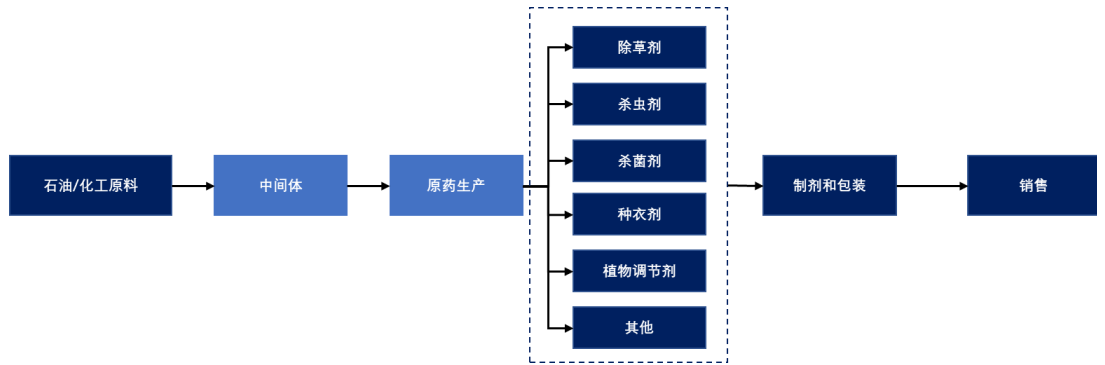 石油/化工原料
中间体
原药生产
除草剂
杀虫剂
杀菌剂
种衣剂
植物调节剂
其他
制剂和包装
销售